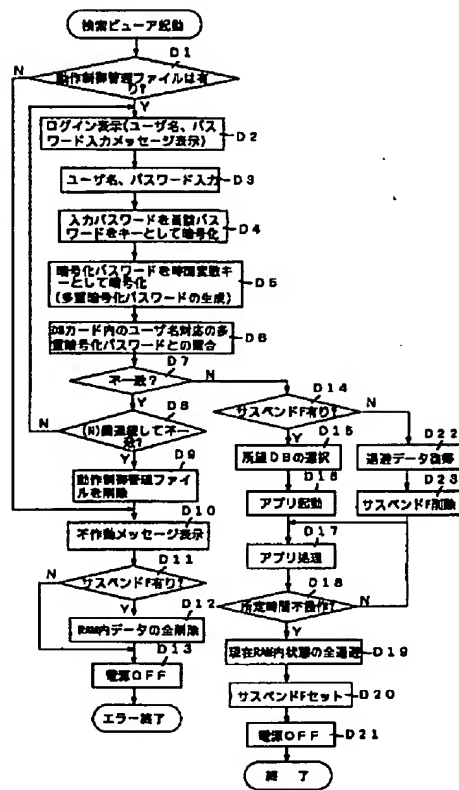 検索ビューア起動
D1
N
動作制御管理ファイルは有
り?
Y
ログイン表示(ユーザ名、パス
ワード入力メッセージ表示)
D2
ユーザ名、パスワード入力
D3
入力パスワードを
パス
ワードをキーとして暗号化
D4
暗号化パスワードを時間変数キ
ーとして暗号化
(多重暗号化パスワードの生成)
D5
DBカード内のユーザ名対応の多
重暗号化パスワードとの照合
D6
D7
不一致?
N
Y
D8
(N)回連続して不一
致?
N
Y
D9
動作制御管理ファイ
ルを削除
D10
不作動メッセージ表示
D11
サスペンドF有り?
N
Y
D12
RAM内データの全削除
D13
電源OFF
エラー終了
D14
サスペンドF有り?
N
Y
D15
所望DBの選択
D16
アプリ起動
D17
アプリ処理
D18
所定時間不操作?
N
Y
現在RAM内状態の全退避
D19
サスペンドFセット
D20
電源OFF
D21
終了
D22
退避データ復帰
D23
サスペンドF削除